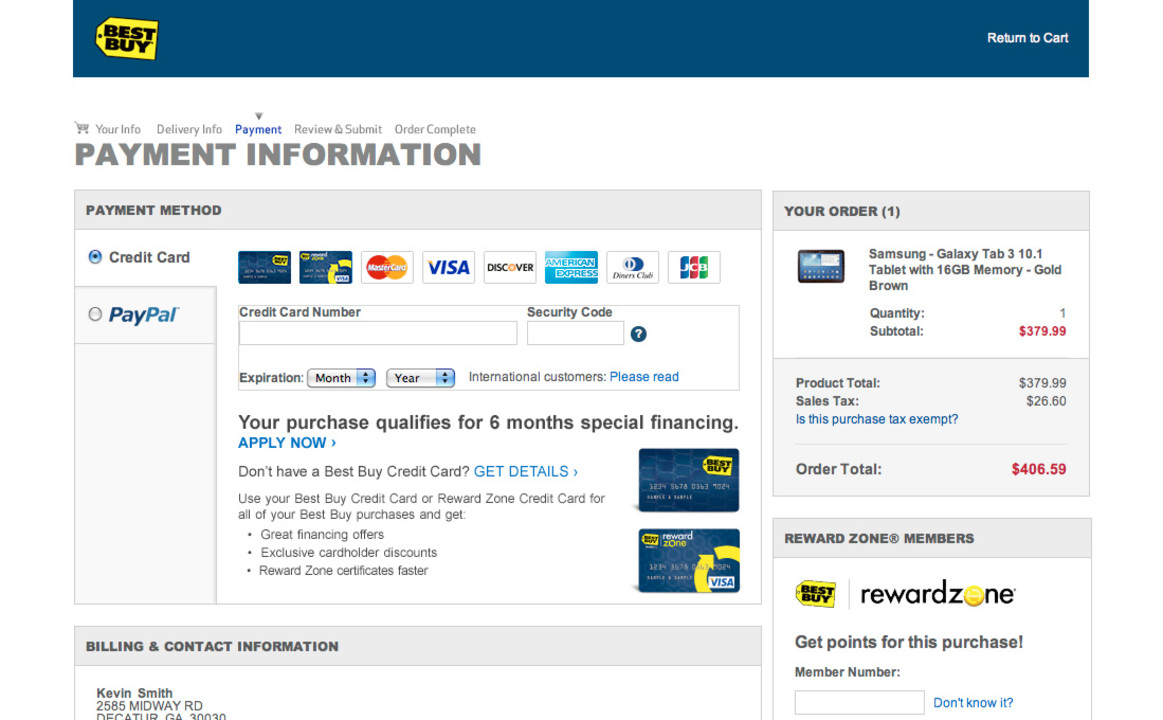 BEST BUY
Return to Cart
Your Info Delivery Info Payment Review & Submit Order Complete
PAYMENT INFORMATION
PAYMENT METHOD
Credit Card
PayPal
MasterCard VISA DISCOVER AMERICAN EXPRESS Diners Club JCB
Credit Card Number Security Code
?
Expiration: Month Year International customers: Please read
Your purchase qualifies for 6 months special financing.
APPLY NOW ›
Don't have a Best Buy Credit Card? GET DETAILS ›
Use your Best Buy Credit Card or Reward Zone Credit Card for
all of your Best Buy purchases and get:
• Great financing offers
• Exclusive cardholder discounts
• Reward Zone certificates faster
BEST BUY
1234 5678 0363 9024
SAMPLE A SAMPLE
BEST BUY reward zone
1234 5678 0363 9024
SAMPLE A SAMPLE
VISA
YOUR ORDER (1)
Samsung - Galaxy Tab 3 10.1
Tablet with 16GB Memory - Gold
Brown
Quantity: 1
Subtotal: $379.99
Product Total: $379.99
Sales Tax: $26.60
Is this purchase tax exempt?
Order Total: $406.59
REWARD ZONE® MEMBERS
BEST BUY rewardzone
Get points for this purchase!
Member Number:
Don't know it?
BILLING & CONTACT INFORMATION
Kevin Smith
2585 MIDWAY RD
DECATUR, GA 30030